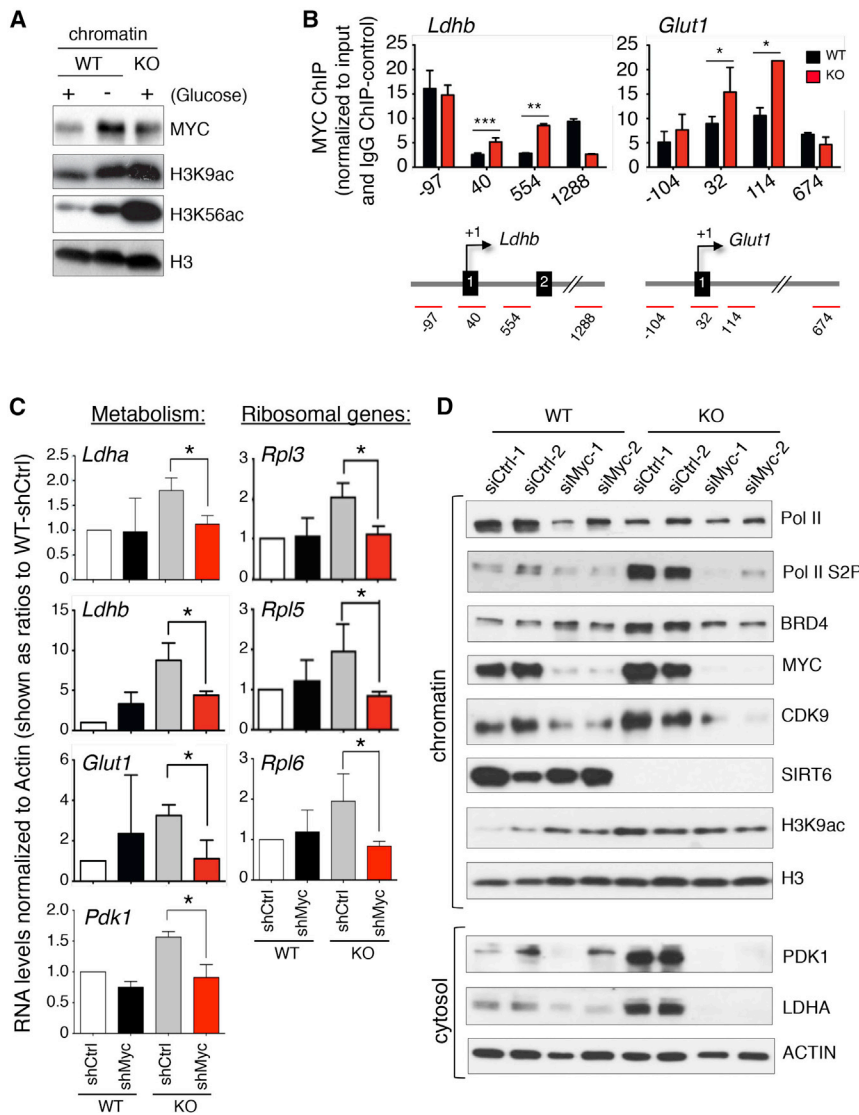 A
chromatin
WT KO
+ - + (Glucose)
MYC
H3K9ac
H3K56ac
H3
B
Ldhb Glut1
MYC ChIP
(normalized to input
and IgG ChIP-control)
25 25
20 20
15 15
10 10
5 5
0 0
WT
KO
*** ** * *
-97 40 554 1288 -104 32 114 674
+1 Ldhb +1 Glut1
1 2 1
-97 40 554 1288 -104 32 114 674
C
Metabolism: Ribosomal genes:
RNA levels normalized to Actin (shown as ratios to WT-shCtrl)
Ldha
2.5
2.0
1.5
1.0
0.5
0
*
Rpl3
3
2
1
0
*
Ldhb
10
5
0
*
Rpl5
3
2
1
0
*
Glut1
6
4
2
0
*
Rpl6
3
2
1
0
*
shCtrl shMyc shCtrl shMyc
WT KO
Pdk1
2.0
1.5
1.0
0.5
0
*
shCtrl shMyc shCtrl shMyc
WT KO
D
WT KO
siCtrl-1 siCtrl-2 siMyc-1 siMyc-2 siCtrl-1 siCtrl-2 siMyc-1 siMyc-2
chromatin
Pol II
Pol II S2P
BRD4
MYC
CDK9
SIRT6
H3K9ac
H3
cytosol
PDK1
LDHA
ACTIN